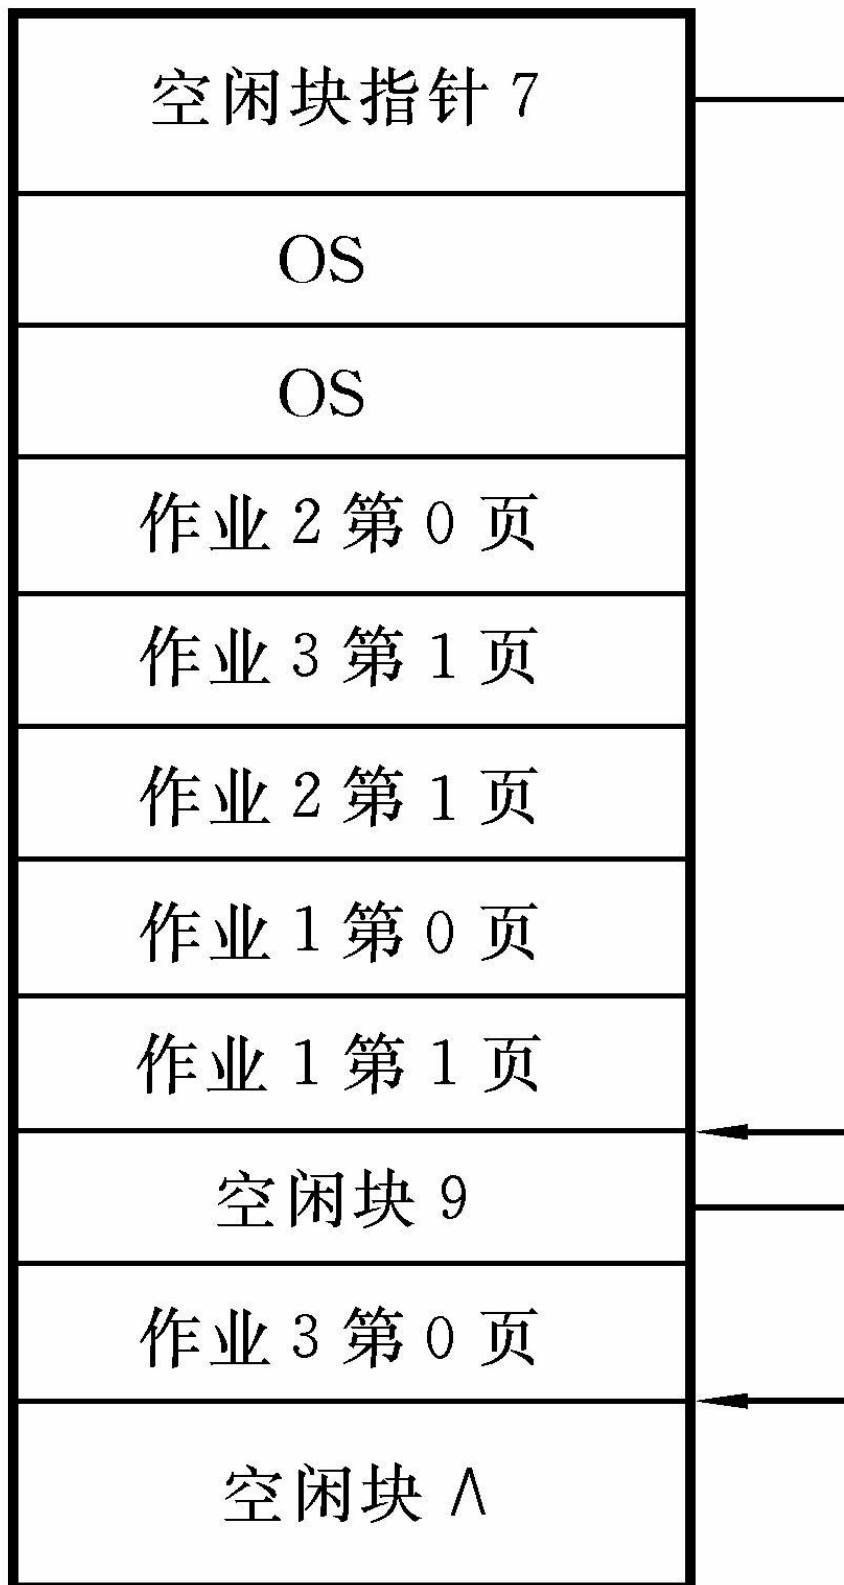 空闲块指针 7
OS
OS
作业 2 第 0 页
作业 3 第 1 页
作业 2 第 1 页
作业 1 第 0 页
作业 1 第 1 页
空闲块 9
作业 3 第 0 页
空闲块 Λ